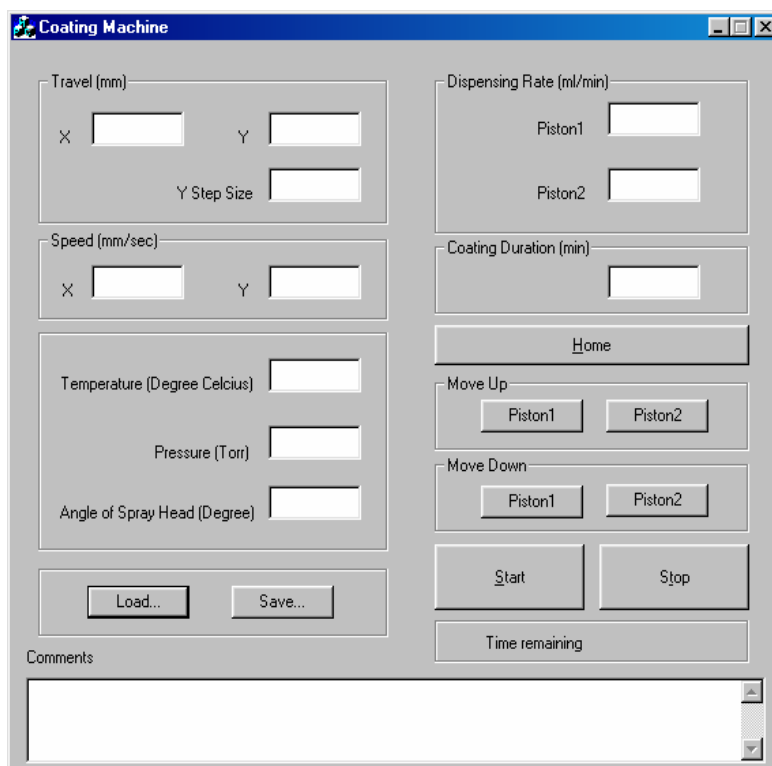 Coating Machine
Travel (mm)
X
Y
Y Step Size
Speed (mm/sec)
X
Y
Temperature (Degree Celcius)
Pressure (Torr)
Angle of Spray Head (Degree)
Load...
Save...
Dispensing Rate (ml/min)
Piston1
Piston2
Coating Duration (min)
Home
Move Up
Piston1
Piston2
Move Down
Piston1
Piston2
Start
Stop
Time remaining
Comments